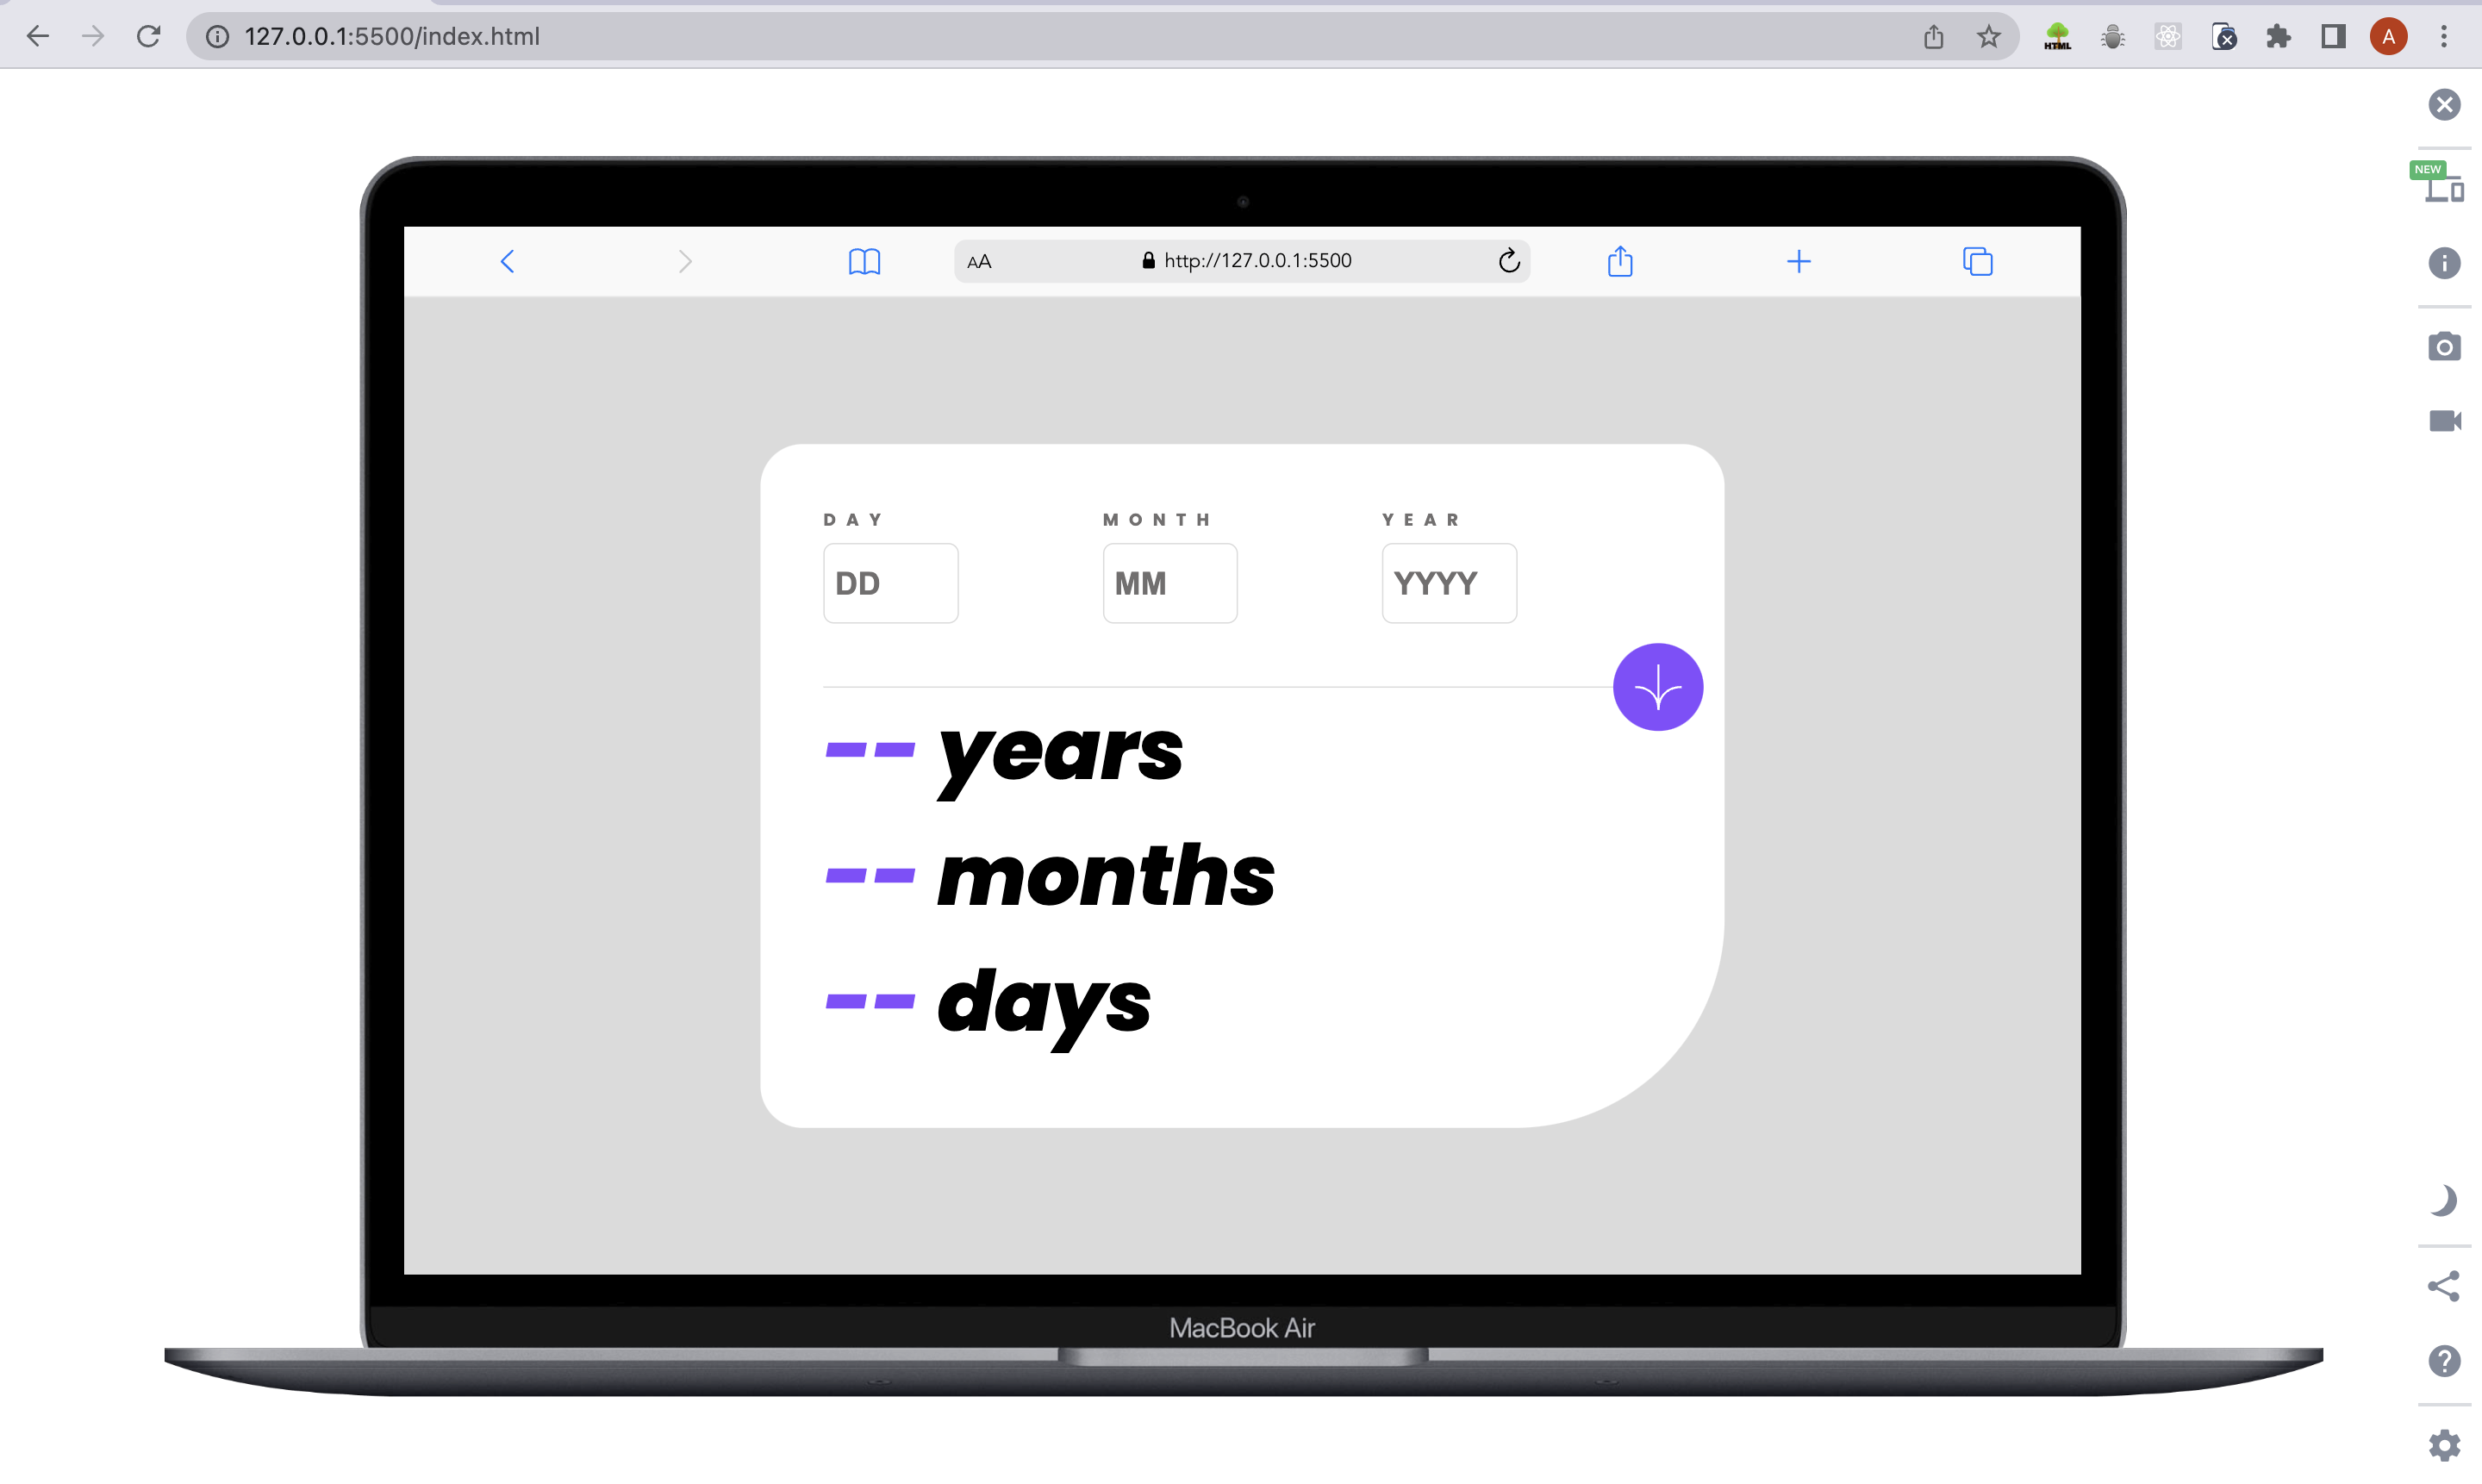 127.0.0.1:5500/index.html
HTML
A
NEW
AA
http://127.0.0.1:5500
DAY MONTH YEAR
DD MM YYYY
-- years
-- months
-- days
MacBook Air